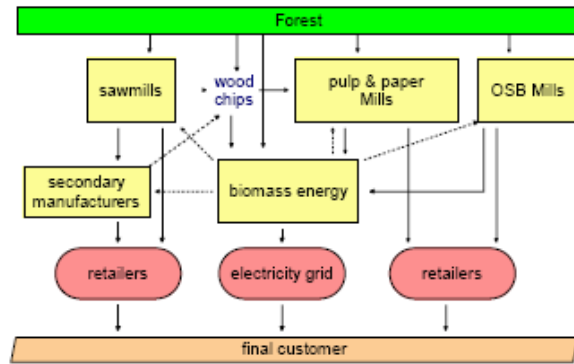 Forest
sawmills
wood
chips
pulp & paper
Mills
OSB Mills
secondary
manufacturers
biomass energy
retailers
electricity grid
retailers
final customer